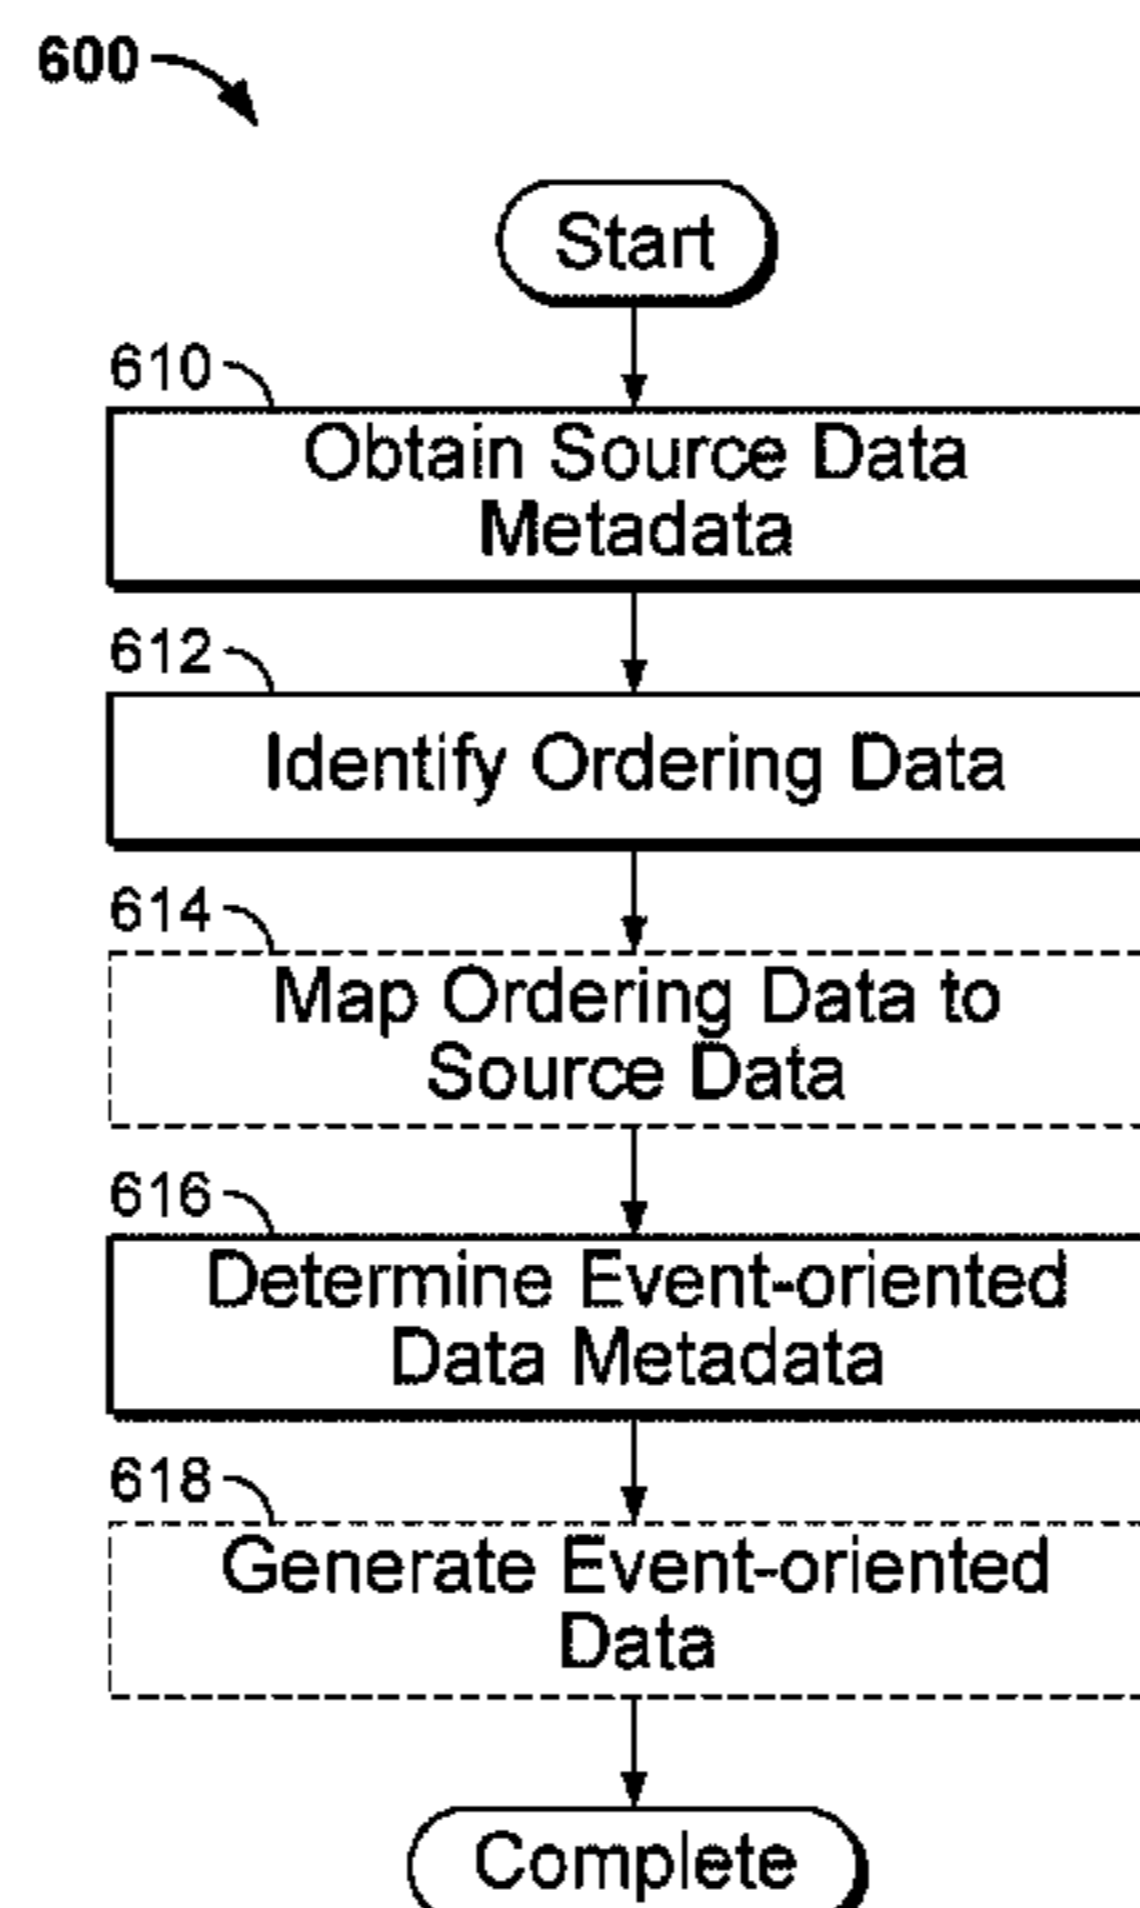 600
Start
610
Obtain Source Data
Metadata
612
Identify Ordering Data
614
Map Ordering Data to
Source Data
616
Determine Event-oriented
Data Metadata
618
Generate Event-oriented
Data
Complete